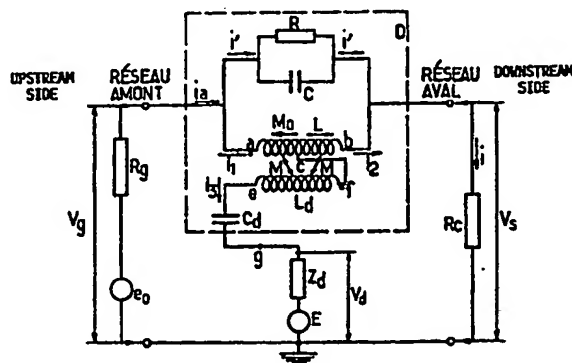 R
D
i'
i'
C
UPSTREAM
SIDE
RÉSEAU
AMONT
ia
RÉSEAU
AVAL
DOWNSTREAM
SIDE
Mo
L
a
b
i1
c
i2
M
M
i3
e
f
Ld
Cd
g
Rg
Vg
eo
Zd
E
Vd
Rc
i
Vs